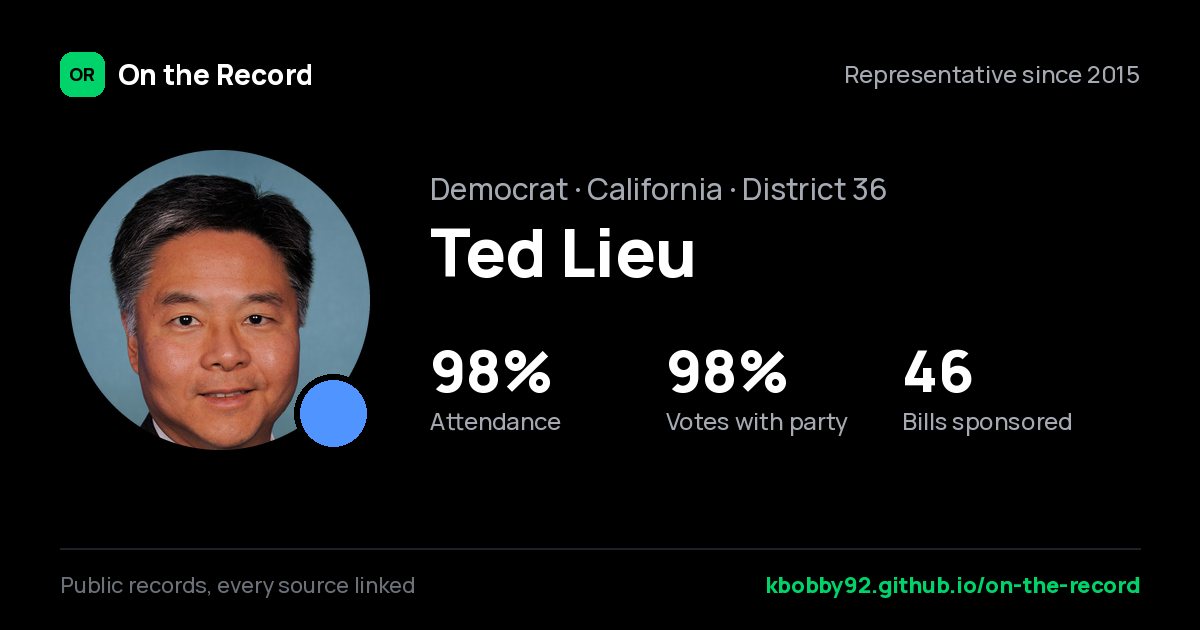 OR On the Record
Representative since 2015
Democrat · California · District 36
Ted Lieu
98% 98% 46
Attendance Votes with party Bills sponsored
Public records, every source linked
kbobby92.github.io/on-the-record